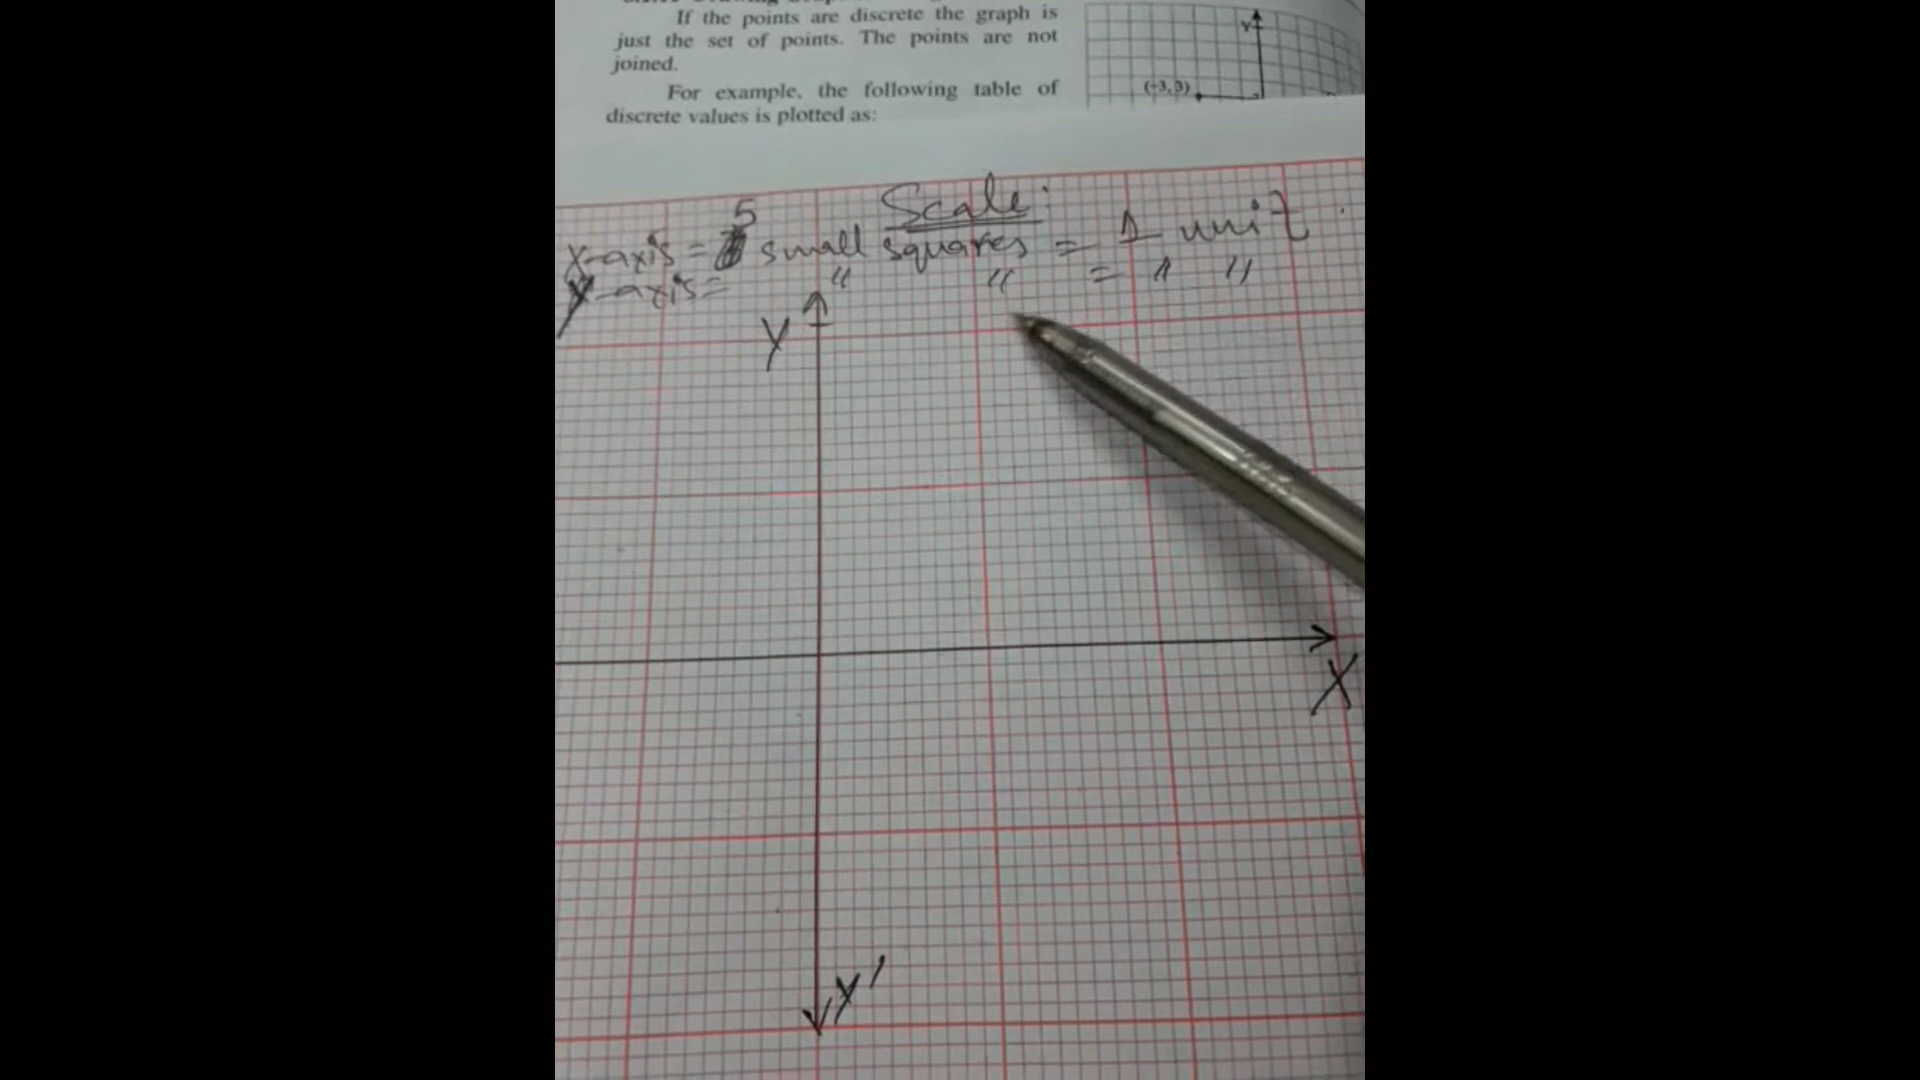 If the points are discrete the graph is
just the set of points. The points are not
joined.
For example, the following table of
discrete values is plotted as:
Y
(-3,3)
Scale:
5
x-axis = small squares = 1 unit
y-axis = " " = " "
Y
X
Y'